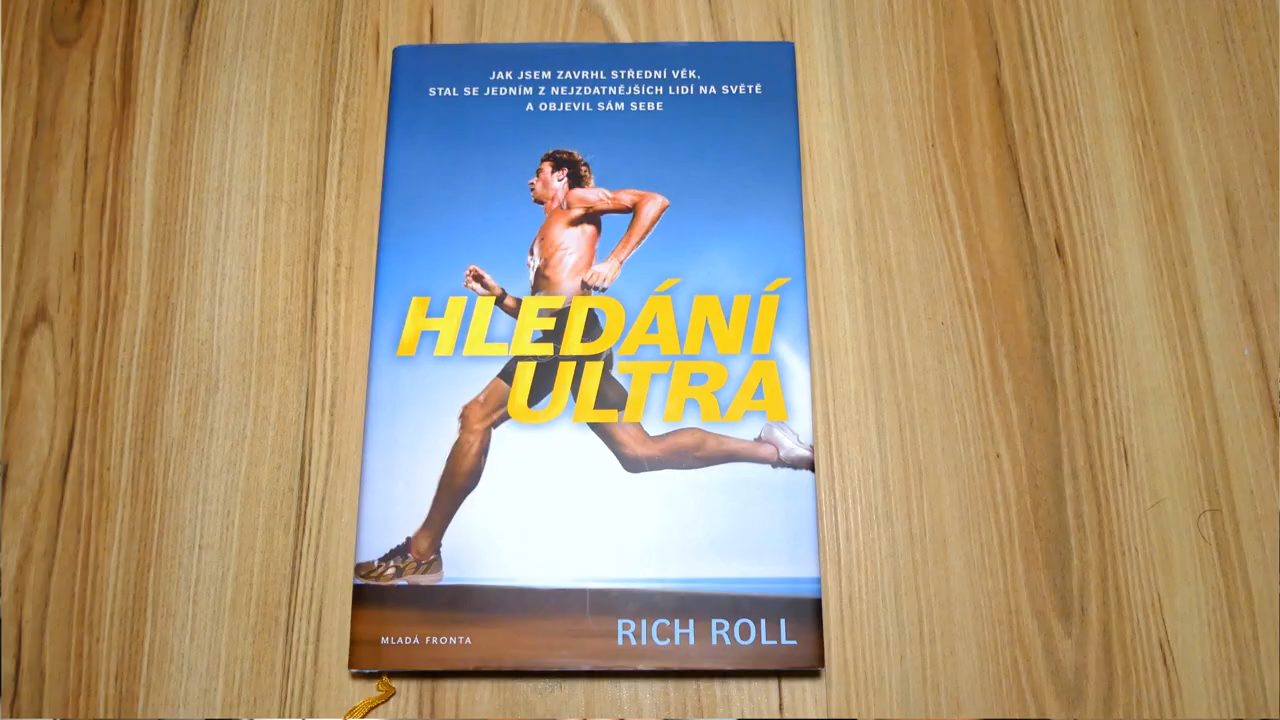 JAK JSEM ZAVRHL STŘEDNÍ VĚK,
STAL SE JEDNÍM Z NEJZDATNĚJŠÍCH LIDÍ NA SVĚTĚ
A OBJEVIL SÁM SEBE
HLEDÁNÍ
ULTRA
MLADÁ FRONTA
RICH ROLL